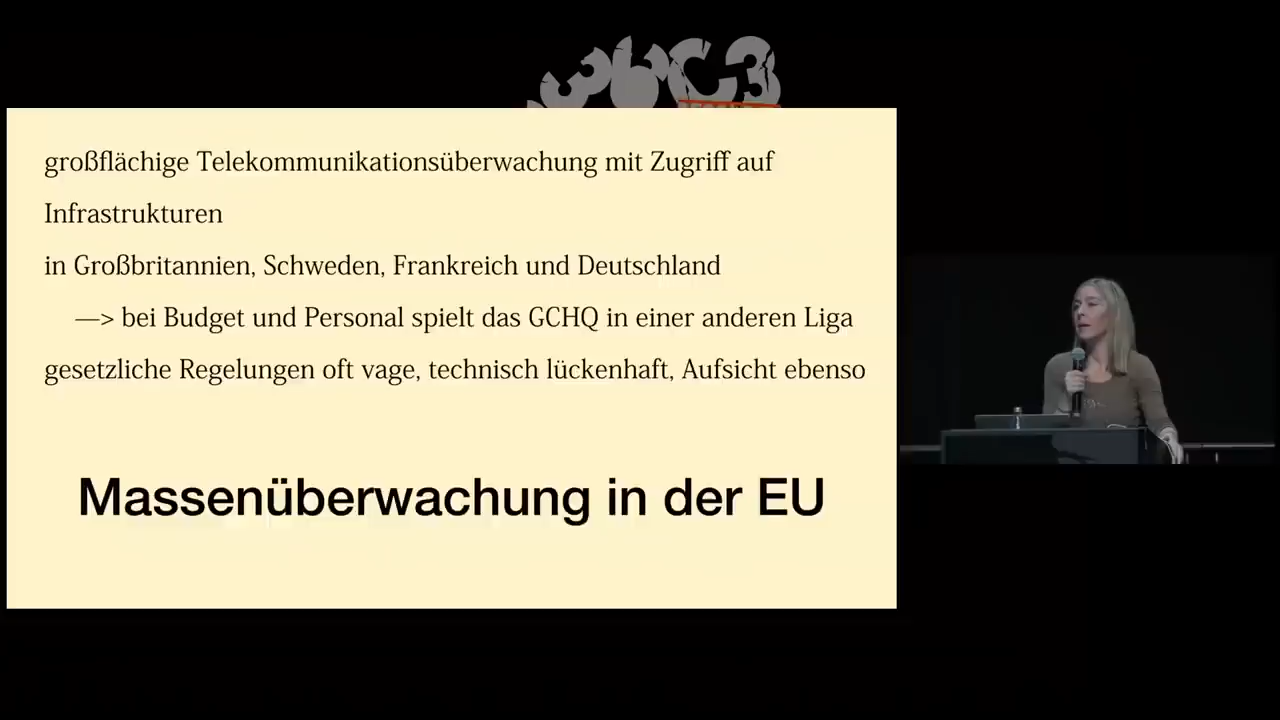 36C3
großflächige Telekommunikationsüberwachung mit Zugriff auf
Infrastrukturen
in Großbritannien, Schweden, Frankreich und Deutschland
—> bei Budget und Personal spielt das GCHQ in einer anderen Liga
gesetzliche Regelungen oft vage, technisch lückenhaft, Aufsicht ebenso
Massenüberwachung in der EU